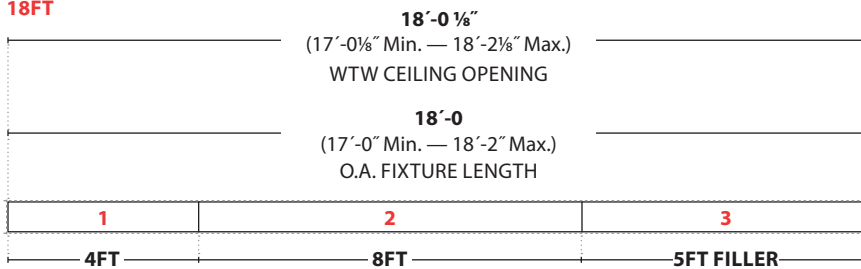 18FT
18´-0 ⅛˝
(17´-0⅛˝ Min. — 18´-2⅛˝ Max.)
WTW CEILING OPENING
18´-0
(17´-0˝ Min. — 18´-2˝ Max.)
O.A. FIXTURE LENGTH
1 2 3
4FT 8FT 5FT FILLER